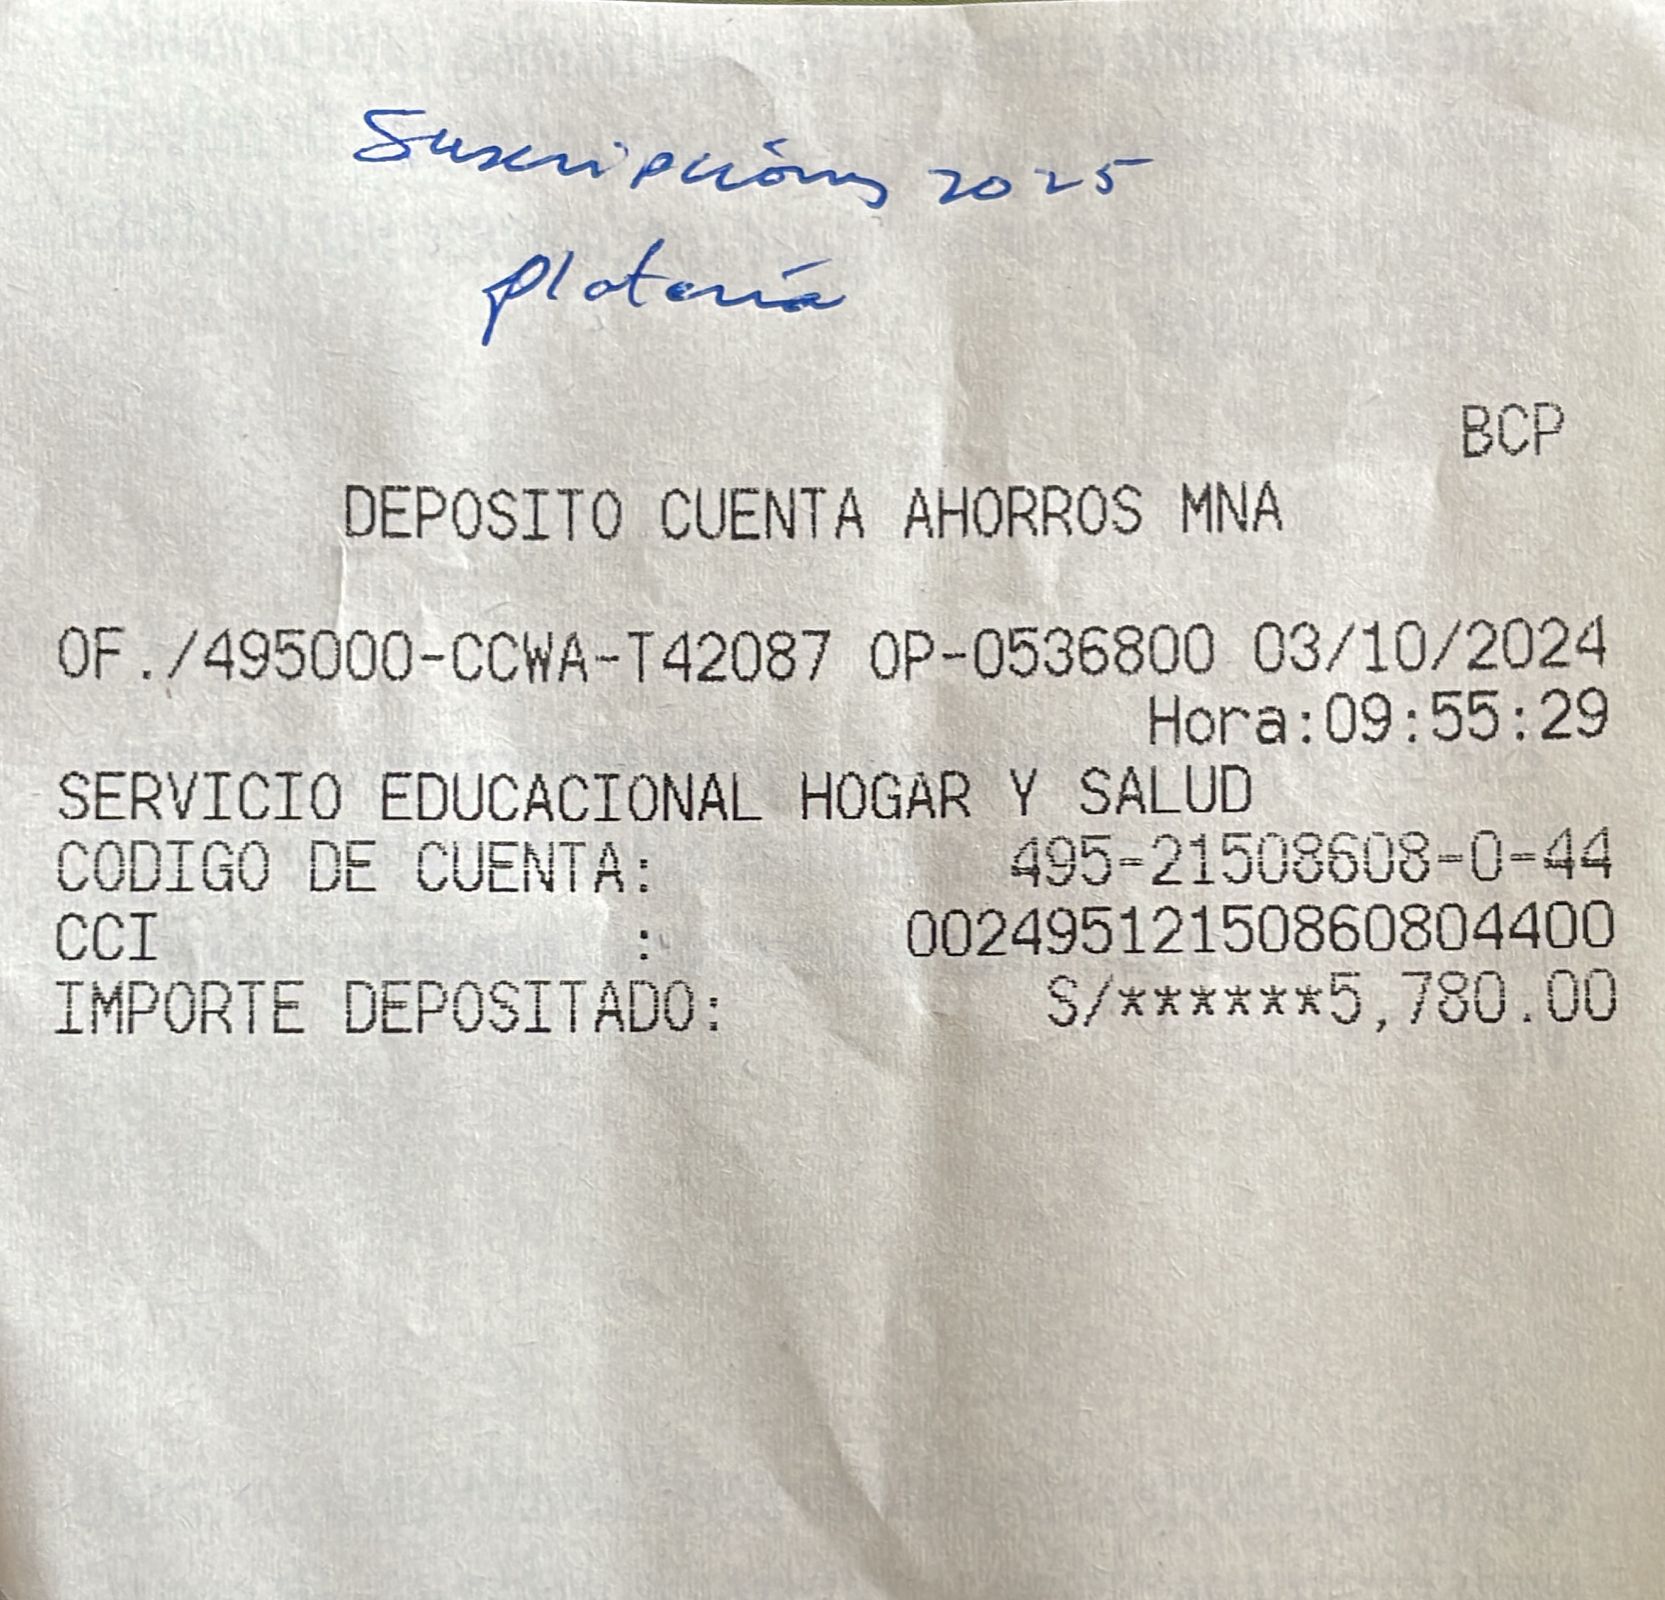 Suscripciónes 2025
Platería
BCP
DEPOSITO CUENTA AHORROS MNA
OF./495000-CCWA-T42087 OP-0536800 03/10/2024
Hora:09:55:29
SERVICIO EDUCACIONAL HOGAR Y SALUD
CODIGO DE CUENTA: 495-21508608-0-44
CCI : 00249512150860804400
IMPORTE DEPOSITADO: S/******5,780.00